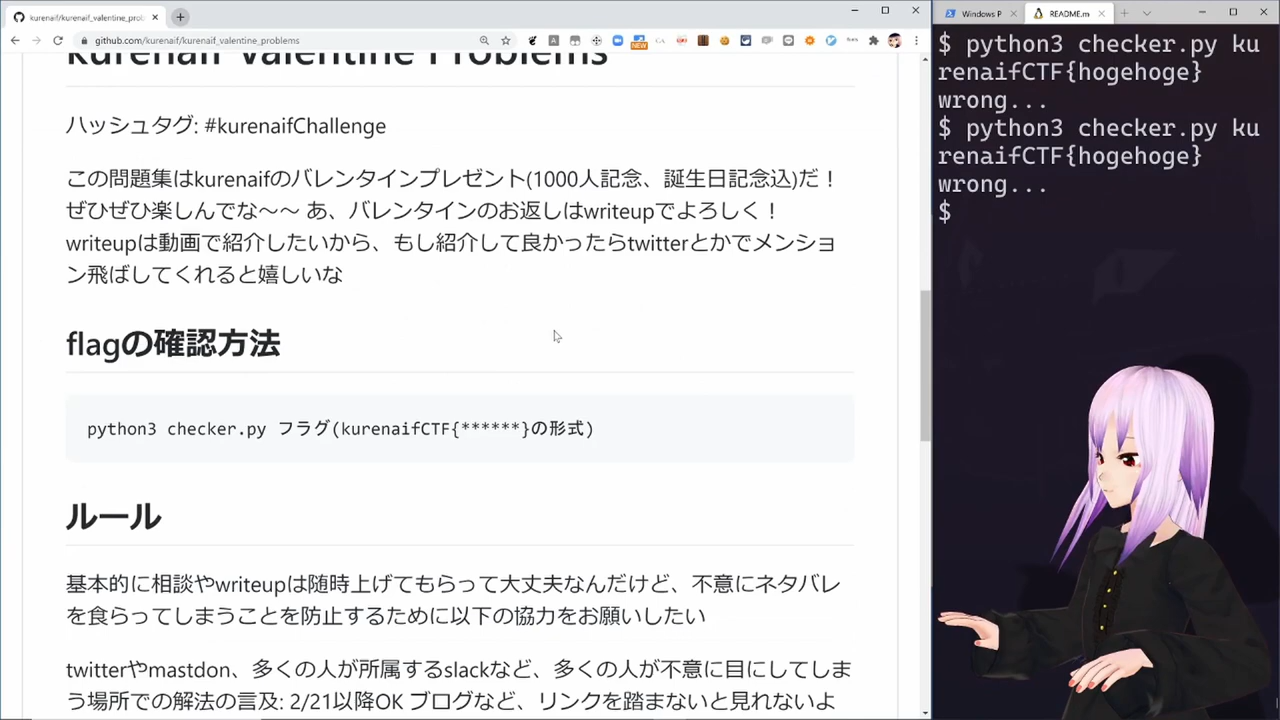 kurenaif/kurenaif_valentine_prob
github.com/kurenaif/kurenaif_valentine_problems
NEW
kurenaif Valentine Problems
ハッシュタグ: #kurenaifChallenge
この問題集はkurenaifのバレンタインプレゼント(1000人記念、誕生日記念込)だ！
ぜひぜひ楽しんでな〜〜 あ、バレンタインのお返しはwriteupでよろしく！
writeupは動画で紹介したいから、もし紹介して良かったらtwitterとかでメンショ
ン飛ばしてくれると嬉しいな
flagの確認方法
python3 checker.py フラグ(kurenaifCTF{******}の形式)
ルール
基本的に相談やwriteupは随時上げてもらって大丈夫なんだけど、不意にネタバレ
を食らってしまうことを防止するために以下の協力をお願いしたい
twitterやmastdon、多くの人が所属するslackなど、多くの人が不意に目にしてしま
う場所での解法の言及: 2/21以降OK ブログなど、リンクを踏まないと見れないよ
Windows P
README.m
$ python3 checker.py ku
renaifCTF{hogehoge}
wrong...
$ python3 checker.py ku
renaifCTF{hogehoge}
wrong...
$